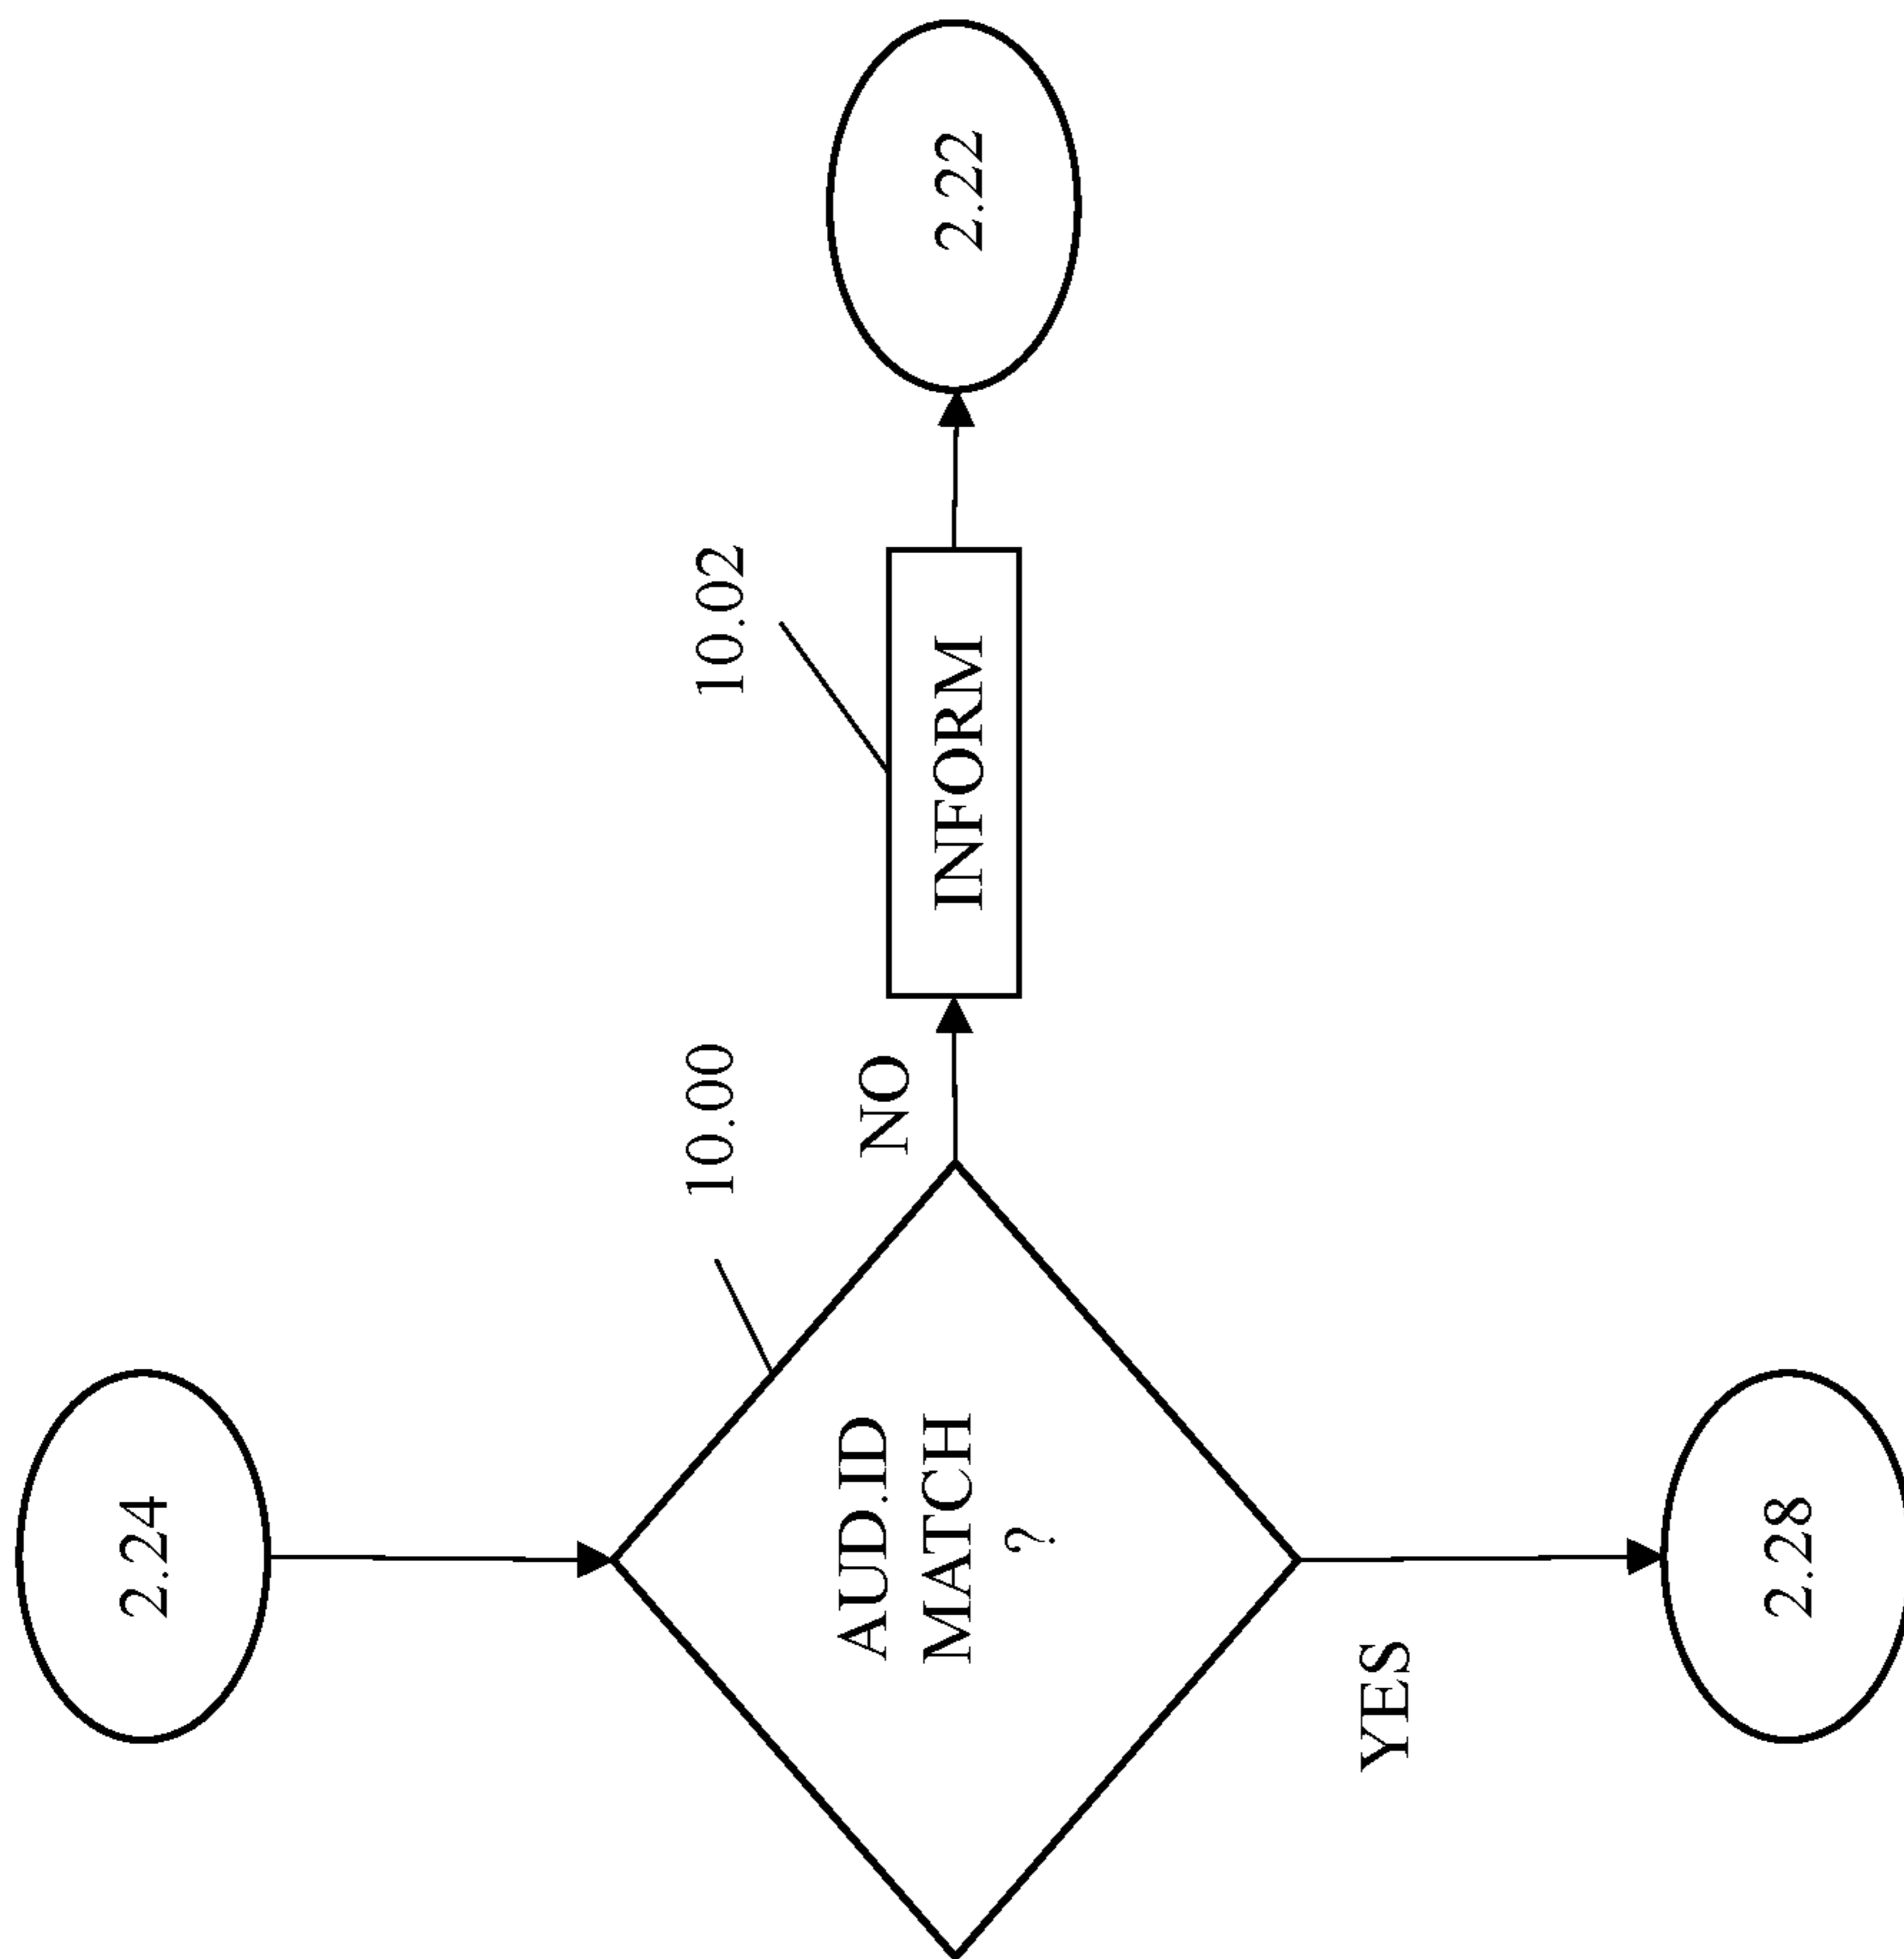 2.24
10.00
AUD.ID
MATCH
?
NO
10.02
INFORM
2.22
YES
2.28